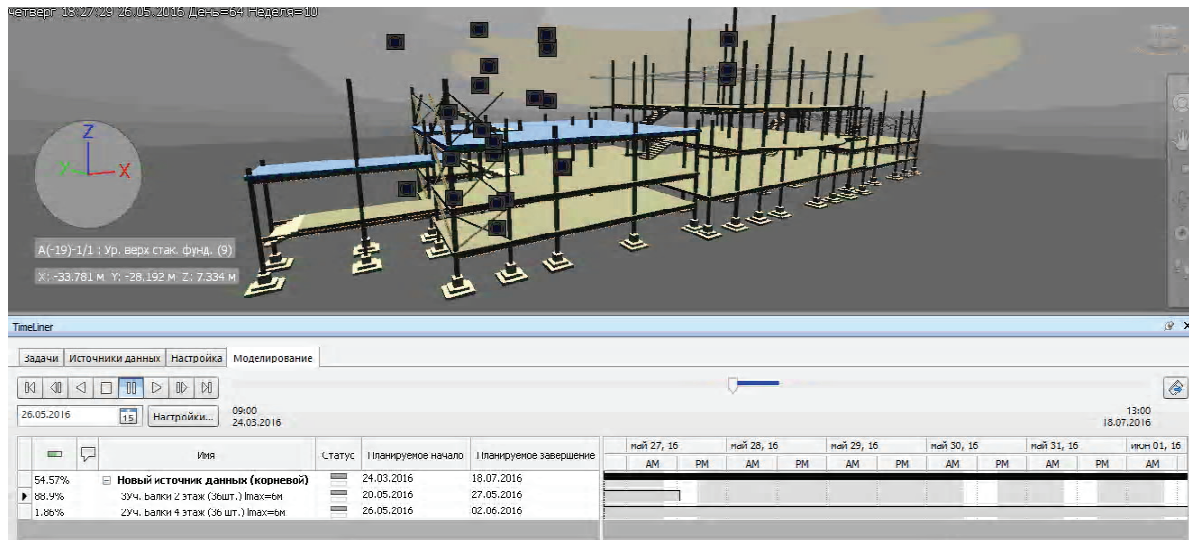 Четверг 18:27:29 26.05.2016 День=64 Неделя=10
Z
Y
X
A(-19)-1/1 : Ур. верх стак. фунд. (9)
X: -33.781 м Y: -28.192 м Z: 7.334 м
TimeLiner
Задачи Источники данных Настройка Моделирование
26.05.2016 15 Настройки... 09:00 13:00
24.03.2016 18.07.2016
май 27, 16 май 28, 16 май 29, 16 май 30, 16 май 31, 16 июн 01, 16
Имя Статус Планируемое начало Планируемое завершение
AM PM AM PM AM PM AM PM AM PM AM
54.57% Новый источник данных (корневой) 24.03.2016 18.07.2016
88.9% 3Уч. Балки 2 этаж (36шт.) lmax=6м 20.05.2016 27.05.2016
1.86% 2Уч. Балки 4 этаж (36 шт.) lmax=6м 26.05.2016 02.06.2016